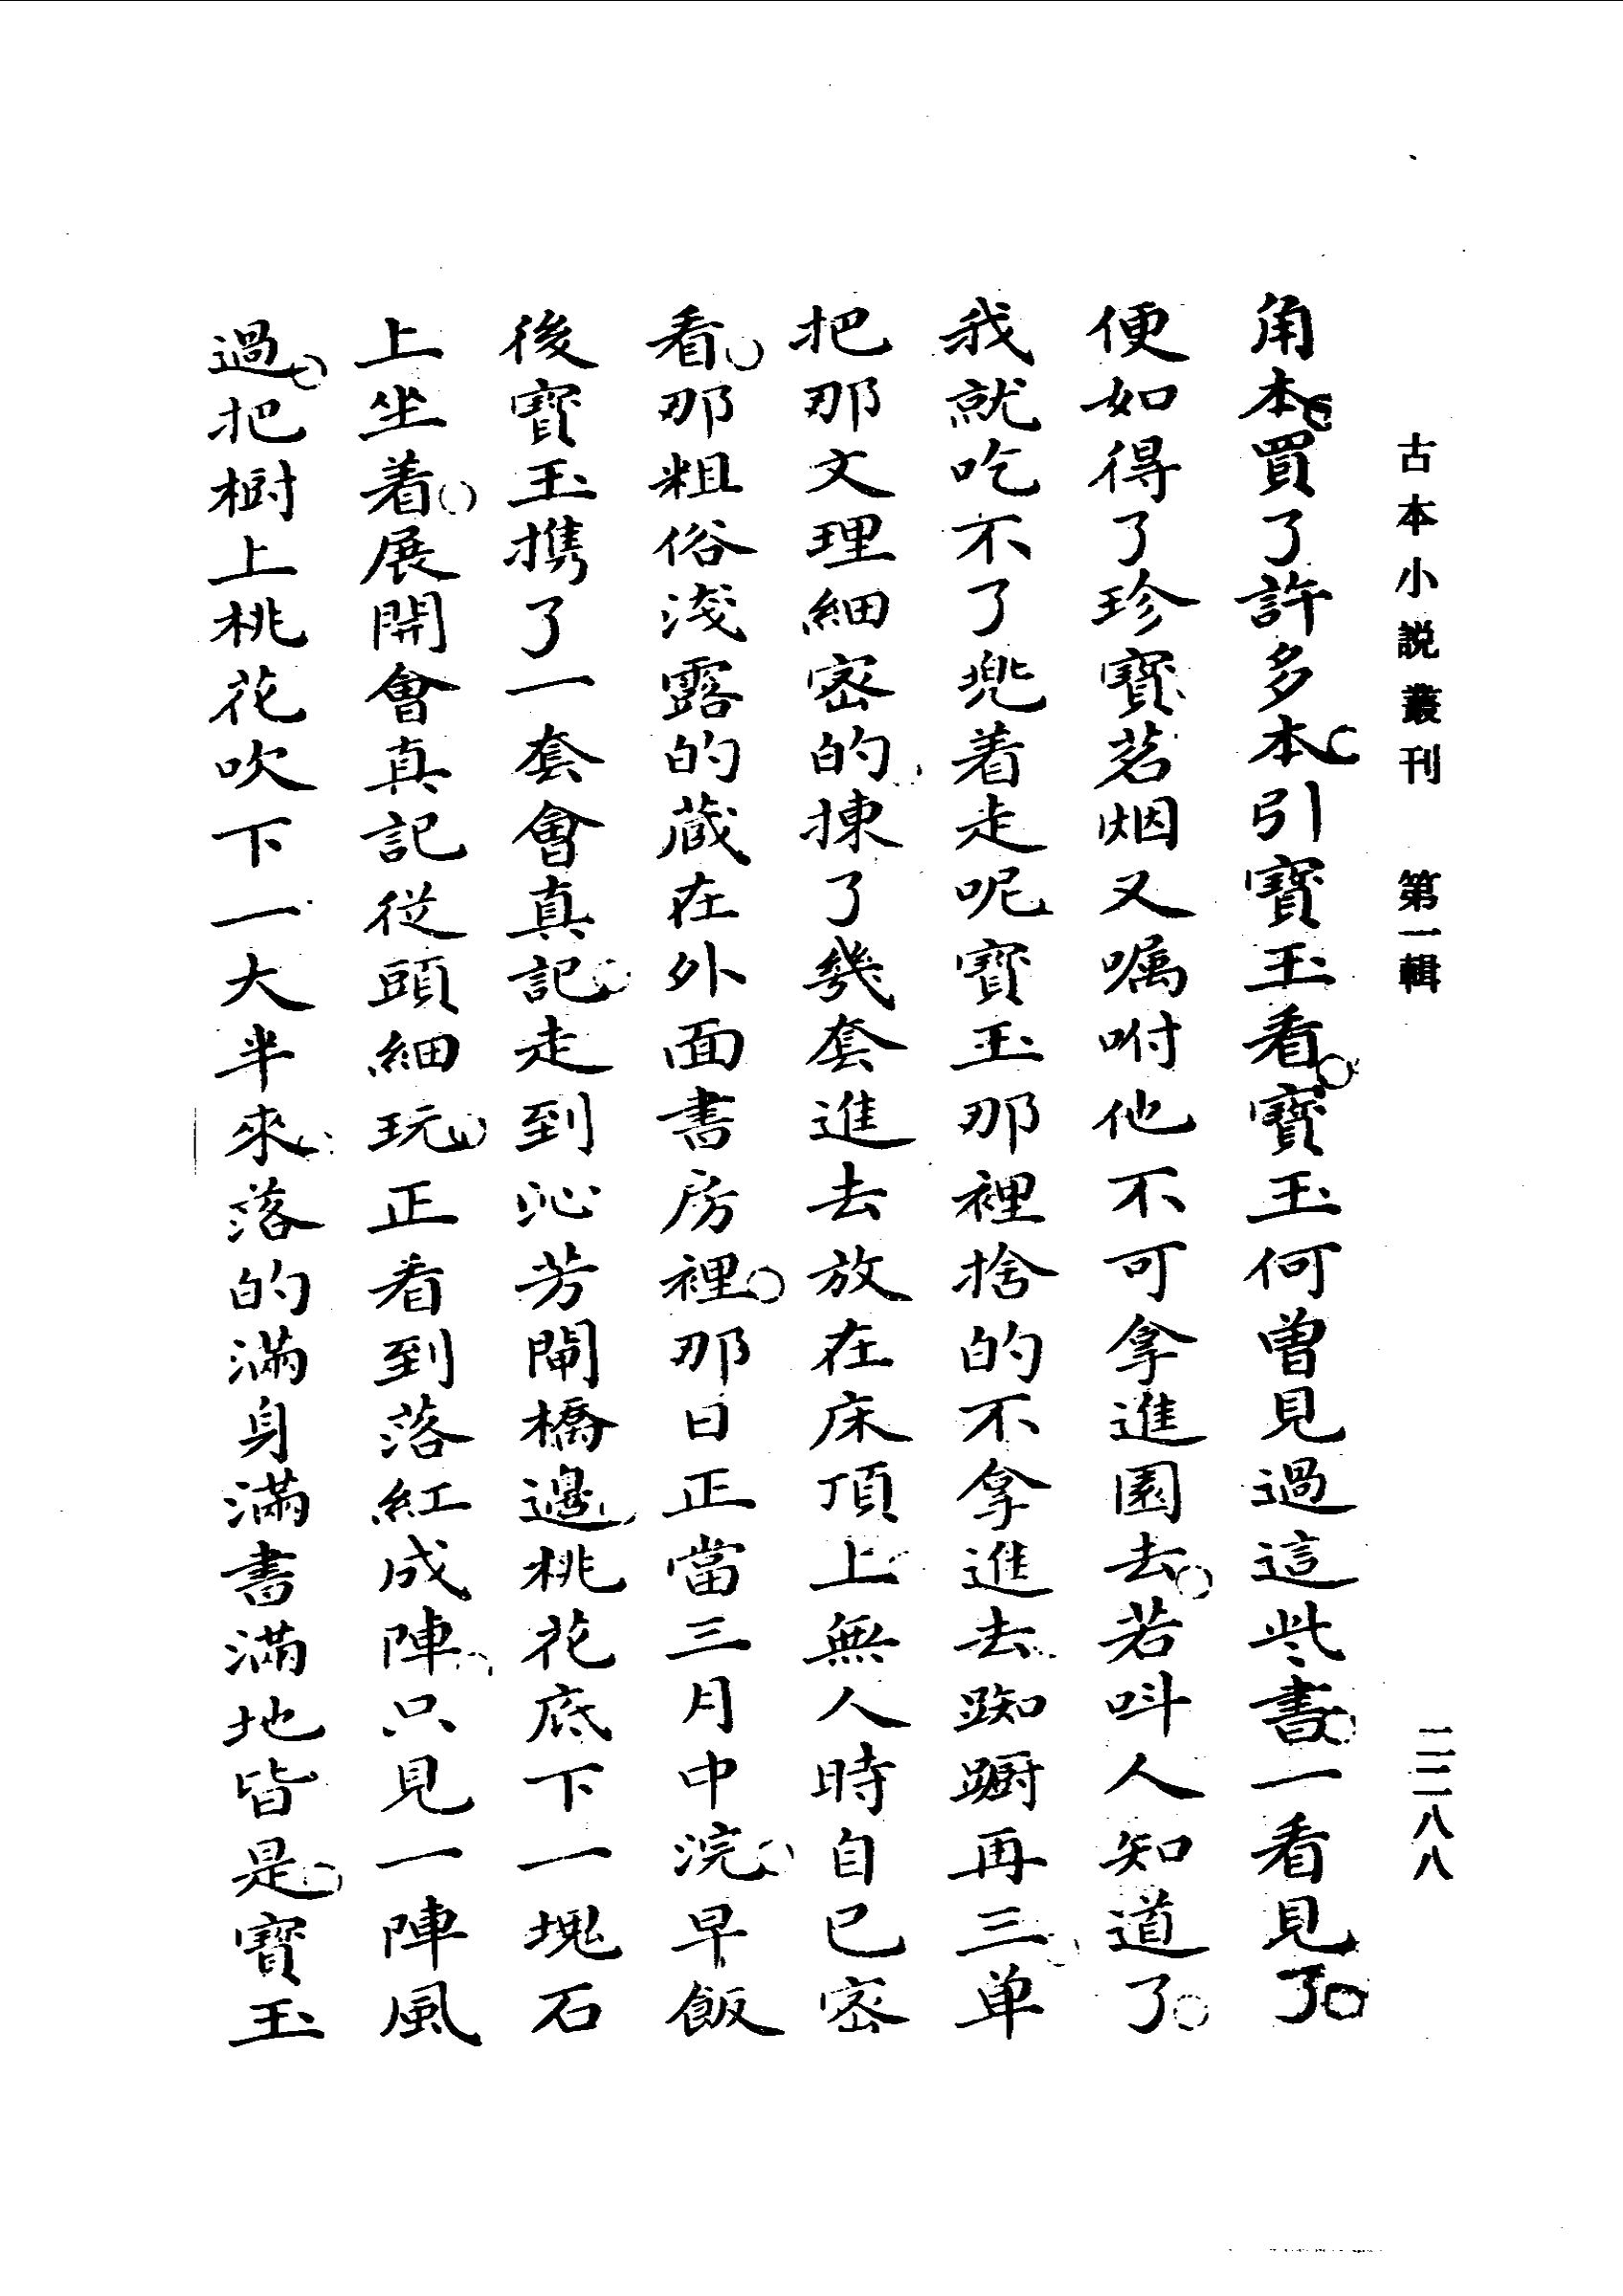 古本小説叢刊　第一輯
一二八八
角本買了許多本引寶玉看寶玉何曽見過這些書一看見了
便如得了珍寶茗烟又嘱咐他不可拿進園去若呌人知道了
我就吃不了兠着走呢寶玉那裡捨的不拿進去踟蹰再三单
把那文理細宻的揀了幾套進去放在床頂上無人時自已宻
看那粗俗淺露的蔵在外面書房裡那日正當三月中浣早飯
後寶玉携了一套會真記走到沁芳閘橋邊桃花底下一塊石
上坐着展開會真記從頭細玩正看到落紅成陣只見一陣風
過把樹上桃花吹下一大半來落的滿身滿書滿地皆是寶玉